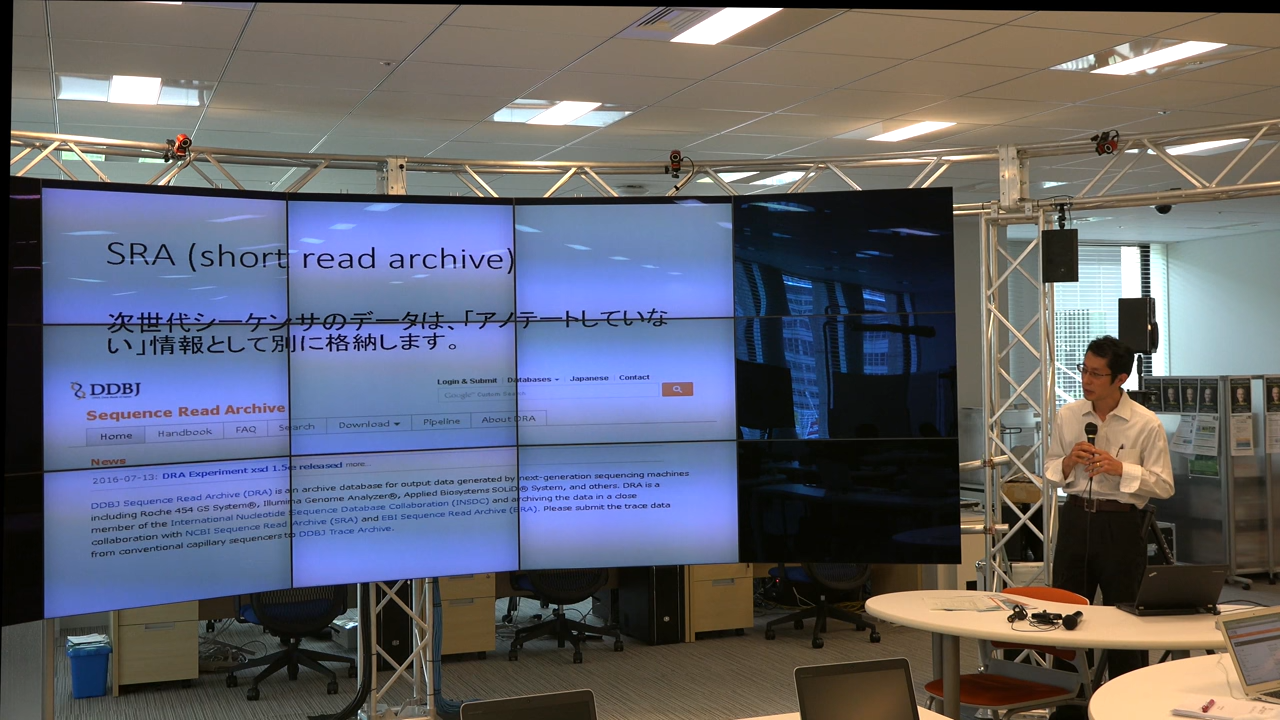 SRA (short read archive)
次世代シーケンサのデータは、「アノテートしていな
い」情報として別に格納します。
DDBJ
Login & Submit Databases Japanese Contact
Sequence Read Archive
Home Handbook FAQ Search Download Pipeline About DRA
News
2016-07-13: DRA Experiment xsd 1.5e released more...
DDBJ Sequence Read Archive (DRA) is an archive database for output data generated by next-generation sequencing machines
including Roche 454 GS System®, Illumina Genome Analyzer®, Applied Biosystems SOLiD® System, and others. DRA is a
member of the International Nucleotide Sequence Database Collaboration (INSDC) and archiving the data in a close
collaboration with NCBI Sequence Read Archive (SRA) and EBI Sequence Read Archive (ERA). Please submit the trace data
from conventional capillary sequencers to DDBJ Trace Archive.